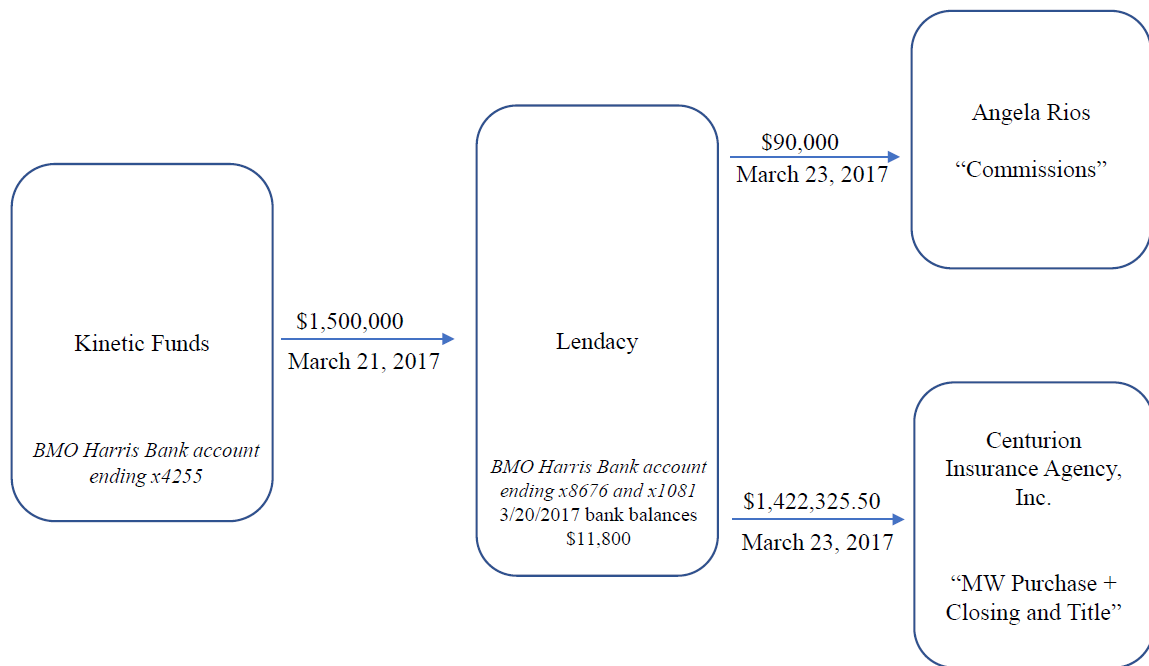 Kinetic Funds
BMO Harris Bank account
ending x4255
$1,500,000
March 21, 2017
Lendacy
BMO Harris Bank account
ending x8676 and x1081
3/20/2017 bank balances
$11,800
$90,000
March 23, 2017
Angela Rios
“Commissions”
$1,422,325.50
March 23, 2017
Centurion
Insurance Agency,
Inc.
“MW Purchase +
Closing and Title”